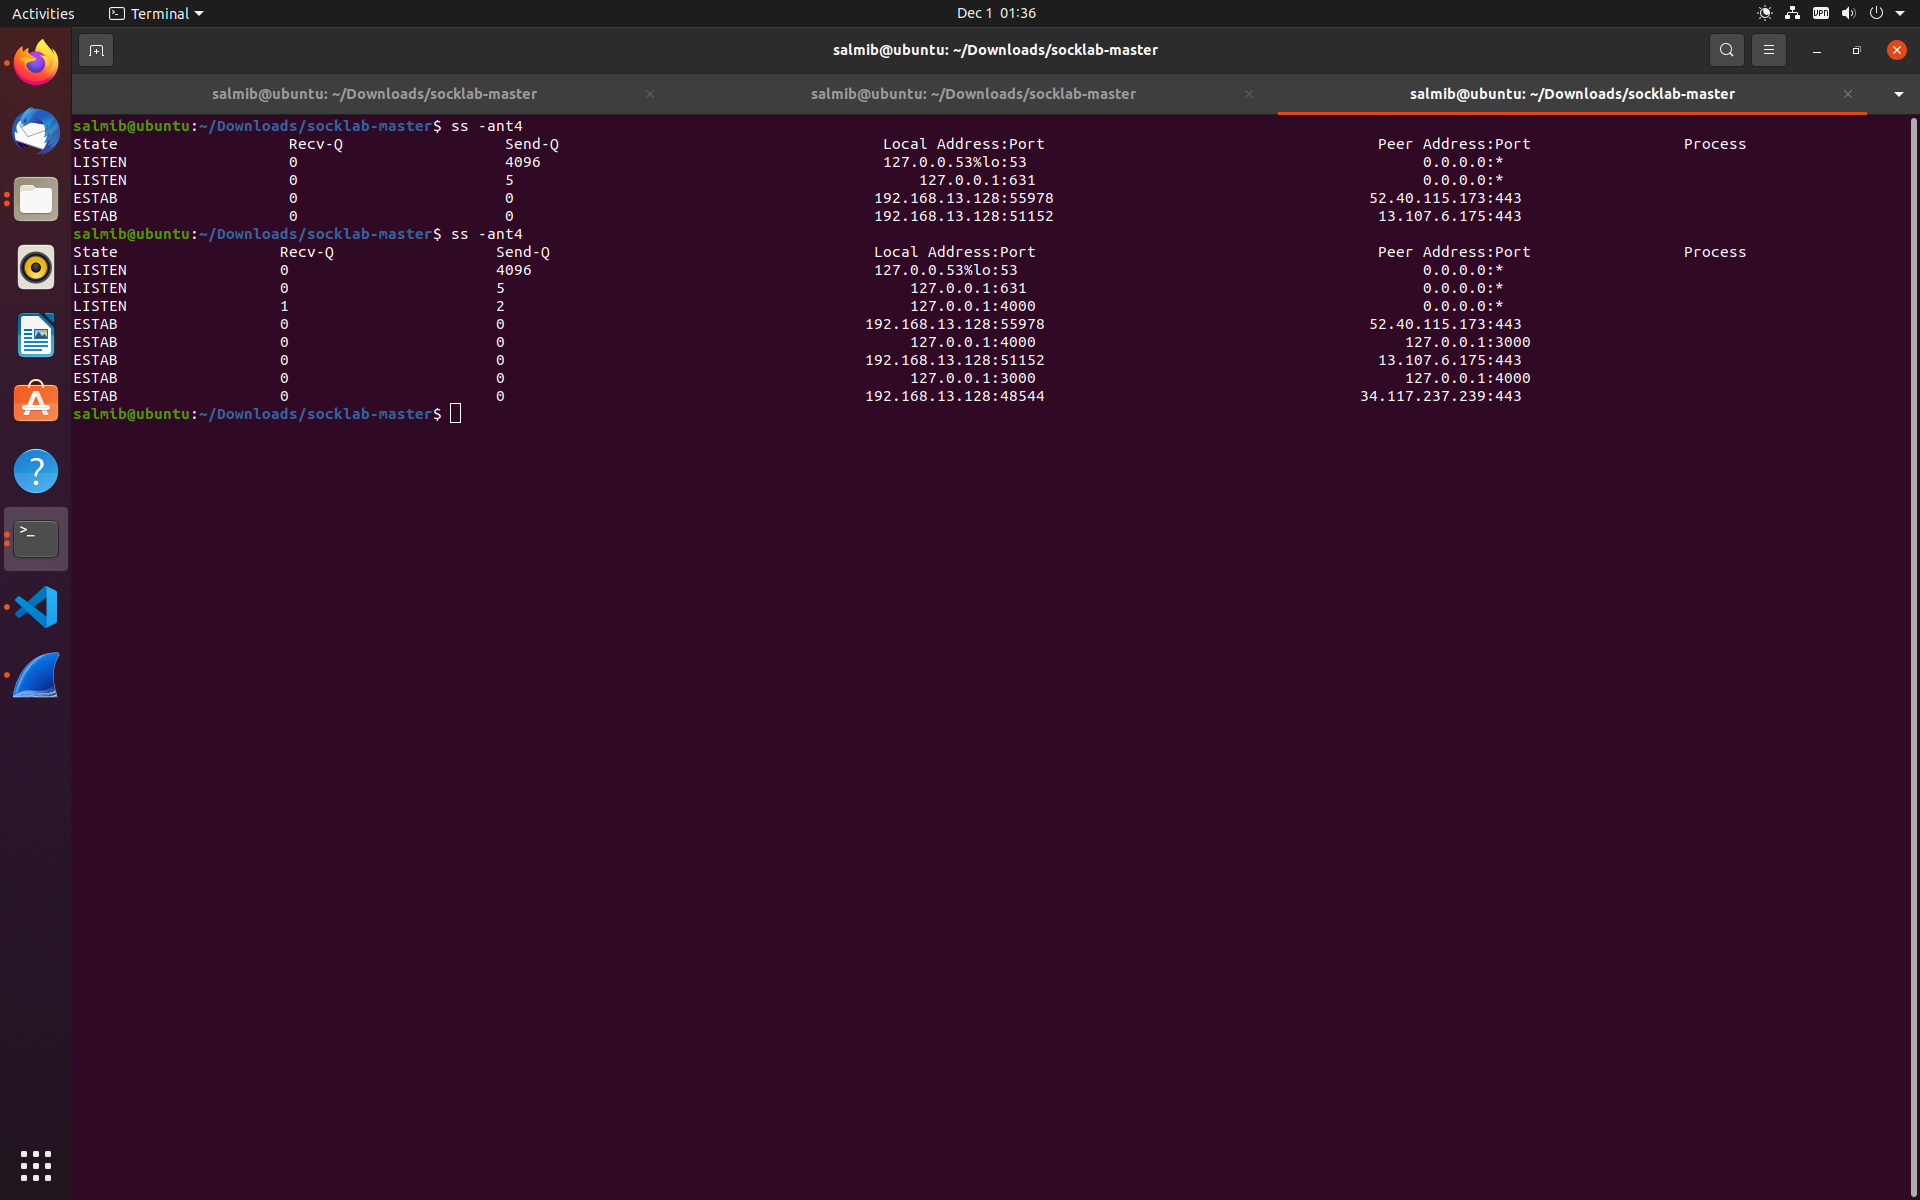 Activities Terminal Dec 1 01:36 VPN
salmib@ubuntu: ~/Downloads/socklab-master
salmib@ubuntu: ~/Downloads/socklab-master salmib@ubuntu: ~/Downloads/socklab-master salmib@ubuntu: ~/Downloads/socklab-master
salmib@ubuntu:~/Downloads/socklab-master$ ss -ant4
State Recv-Q Send-Q Local Address:Port Peer Address:Port Process
LISTEN 0 4096 127.0.0.53%lo:53 0.0.0.0:*
LISTEN 0 5 127.0.0.1:631 0.0.0.0:*
ESTAB 0 0 192.168.13.128:55978 52.40.115.173:443
ESTAB 0 0 192.168.13.128:51152 13.107.6.175:443
salmib@ubuntu:~/Downloads/socklab-master$ ss -ant4
State Recv-Q Send-Q Local Address:Port Peer Address:Port Process
LISTEN 0 4096 127.0.0.53%lo:53 0.0.0.0:*
LISTEN 0 5 127.0.0.1:631 0.0.0.0:*
LISTEN 1 2 127.0.0.1:4000 0.0.0.0:*
ESTAB 0 0 192.168.13.128:55978 52.40.115.173:443
ESTAB 0 0 127.0.0.1:4000 127.0.0.1:3000
ESTAB 0 0 192.168.13.128:51152 13.107.6.175:443
ESTAB 0 0 127.0.0.1:3000 127.0.0.1:4000
ESTAB 0 0 192.168.13.128:48544 34.117.237.239:443
salmib@ubuntu:~/Downloads/socklab-master$